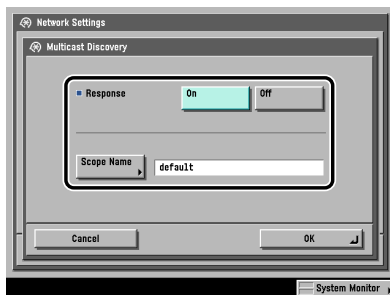 Network Settings
Multicast Discovery
Response
On
Off
Scope Name
default
Cancel
OK
System Monitor